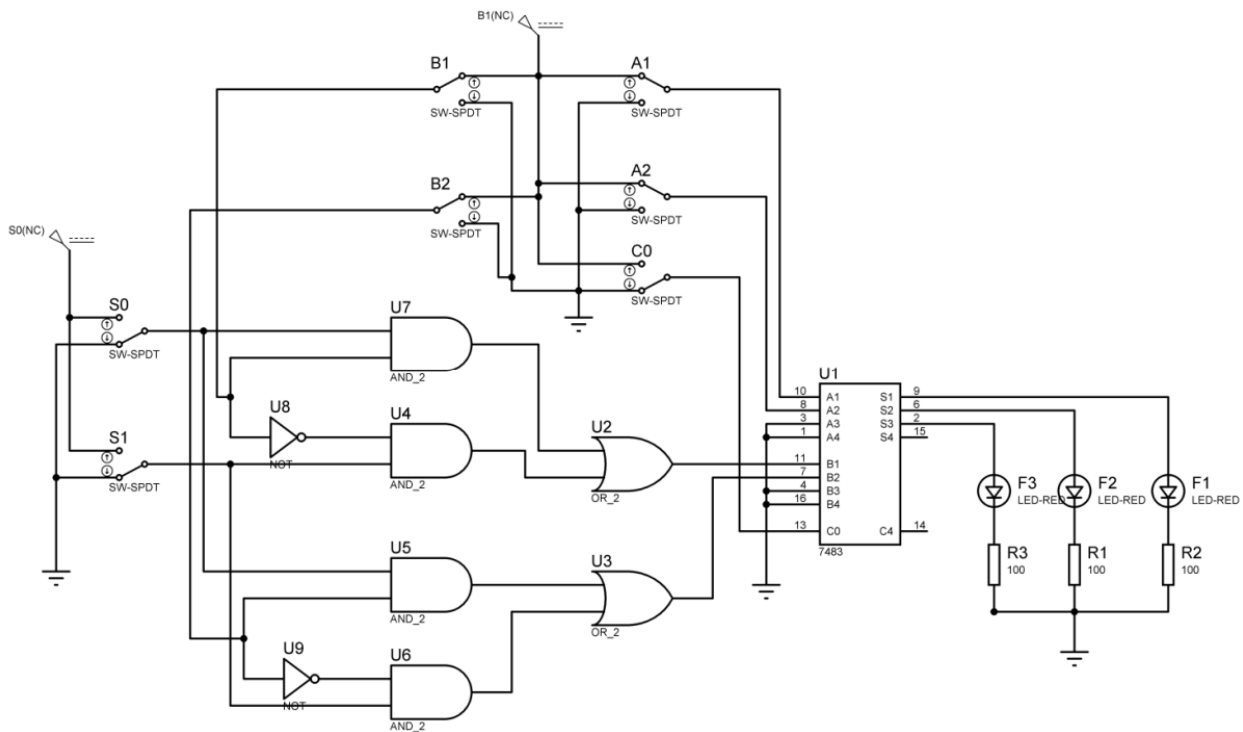 B1(NC)
B1
SW-SPDT
A1
SW-SPDT
B2
SW-SPDT
A2
SW-SPDT
S0(NC)
C0
SW-SPDT
S0
SW-SPDT
U7
AND_2
U8
NOT
U4
AND_2
S1
SW-SPDT
U2
OR_2
U1
10 A1 S1 9
8 A2 S2 6
3 A3 S3 2
1 A4 S4 15
11 B1
7 B2
4 B3
16 B4
13 C0 C4 14
7483
F3
LED-RED
F2
LED-RED
F1
LED-RED
R3
100
R1
100
R2
100
U5
AND_2
U3
OR_2
U9
NOT
U6
AND_2